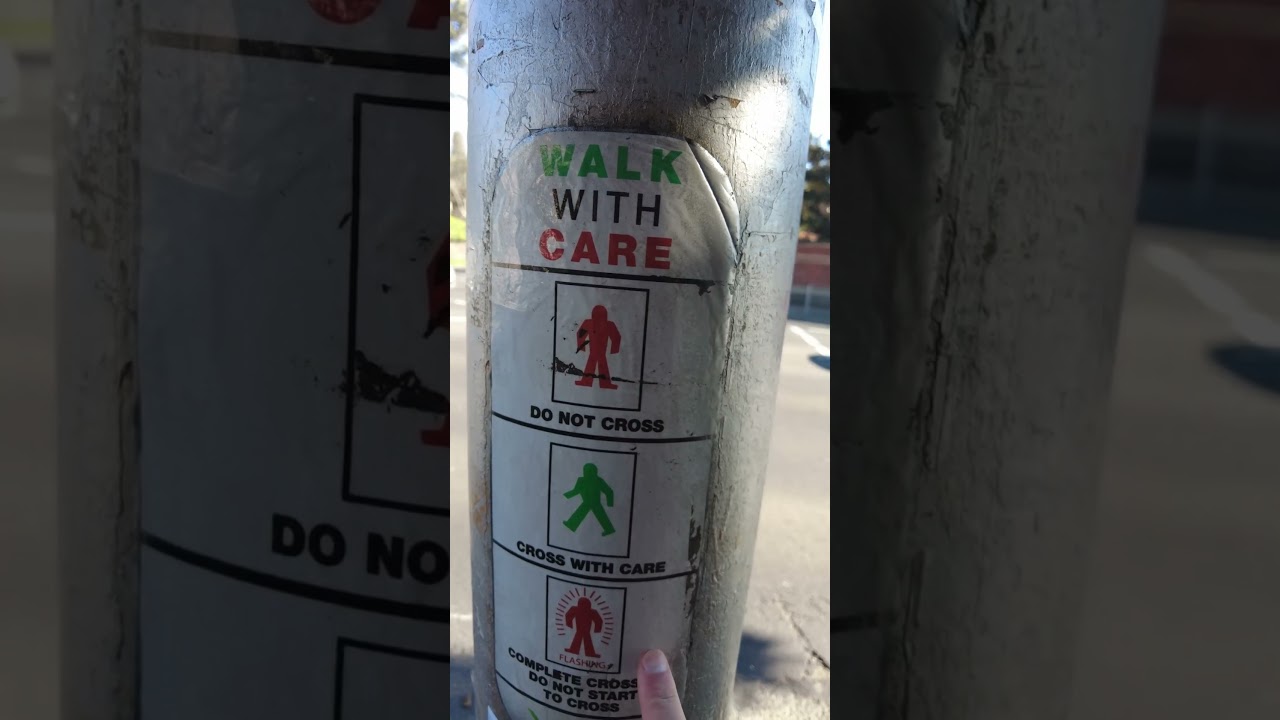 WALK
WITH
CARE
DO NOT CROSS
CROSS WITH CARE
FLASHING
COMPLETE CROSS
DO NOT START
TO CROSS
DO NO